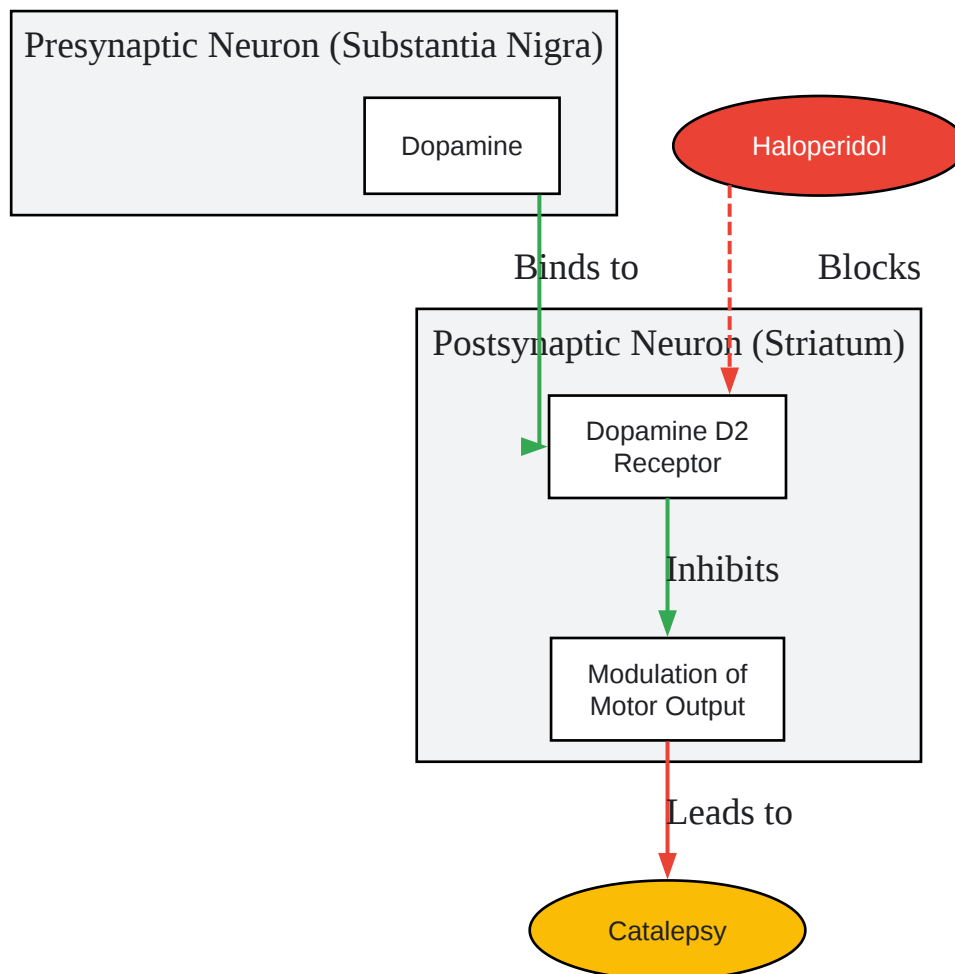 Presynaptic Neuron (Substantia Nigra)
Dopamine
Haloperidol
Binds to
Blocks
Postsynaptic Neuron (Striatum)
Dopamine D2
Receptor
Inhibits
Modulation of
Motor Output
Leads to
Catalepsy